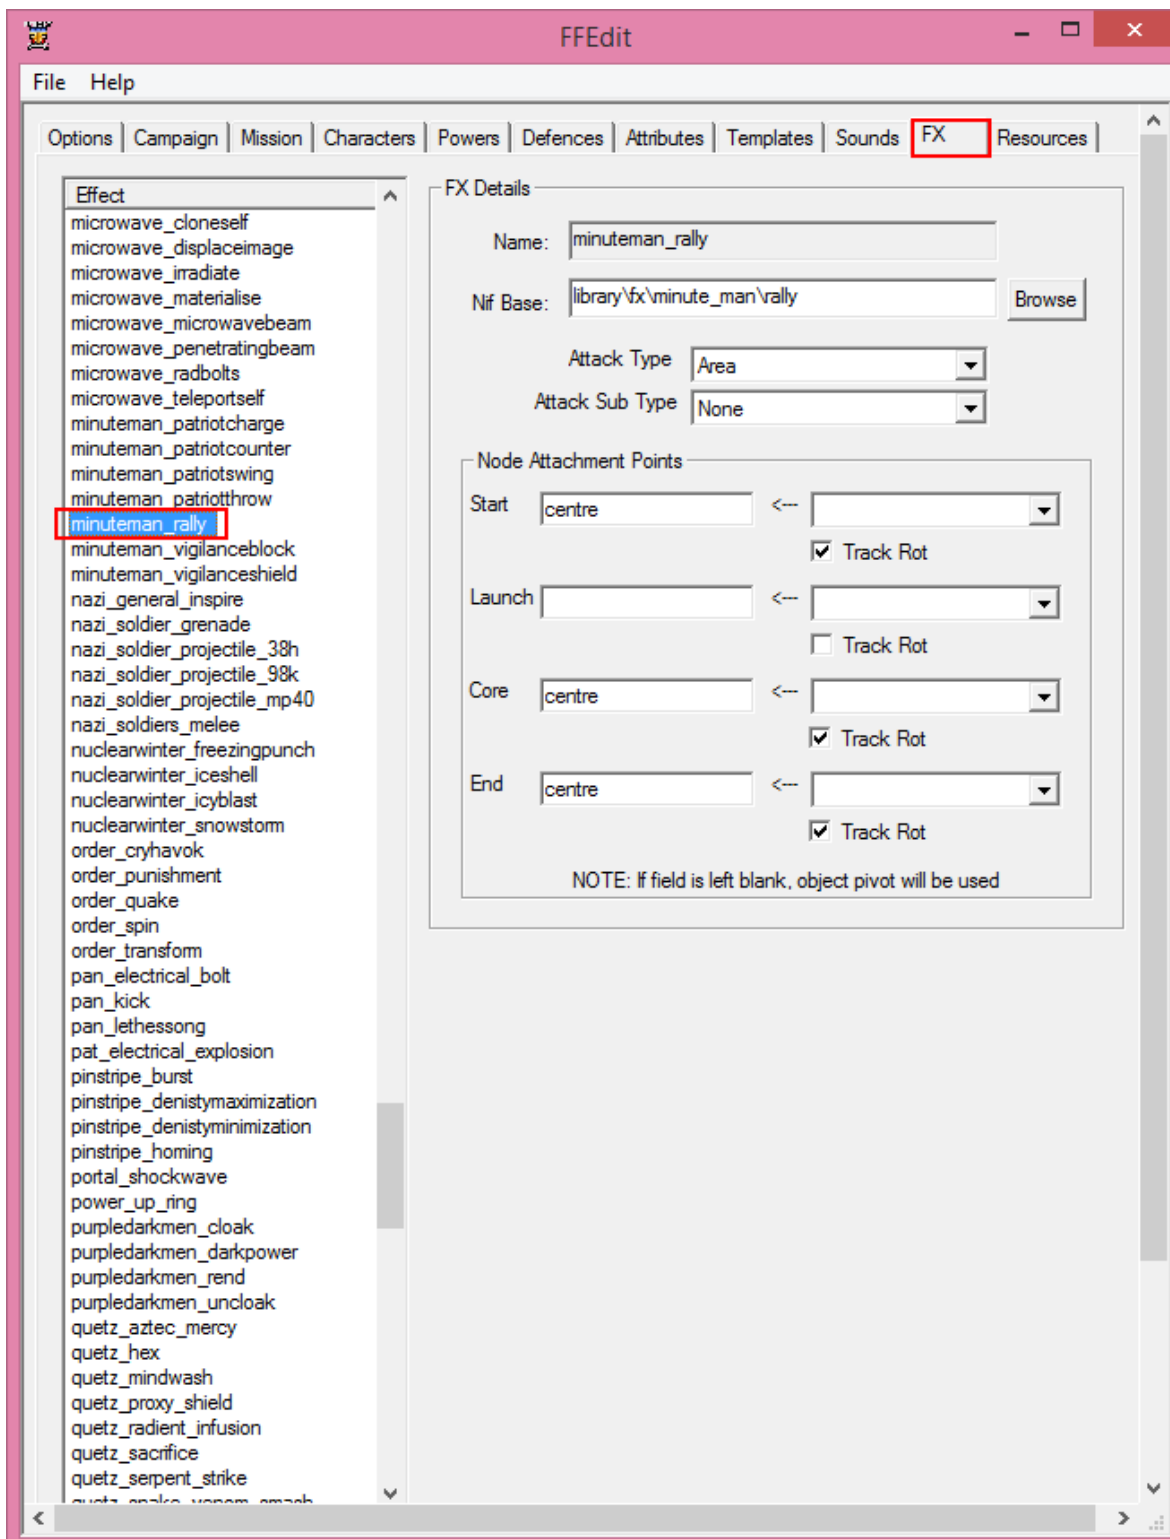 FFEdit
File Help
Options Campaign Mission Characters Powers Defences Attributes Templates Sounds FX Resources
Effect
microwave_cloneself
microwave_displaceimage
microwave_irradiate
microwave_materialise
microwave_microwavebeam
microwave_penetratingbeam
microwave_radbolts
microwave_teleportself
minuteman_patriotcharge
minuteman_patriotcounter
minuteman_patriotswing
minuteman_patriotthrow
minuteman_rally
minuteman_vigilanceblock
minuteman_vigilanceshield
nazi_general_inspire
nazi_soldier_grenade
nazi_soldier_projectile_38h
nazi_soldier_projectile_98k
nazi_soldier_projectile_mp40
nazi_soldiers_melee
nuclearwinter_freezingpunch
nuclearwinter_iceshell
nuclearwinter_icyblast
nuclearwinter_snowstorm
order_cryhavok
order_punishment
order_quake
order_spin
order_transform
pan_electrical_bolt
pan_kick
pan_lethessong
pat_electrical_explosion
pinstripe_burst
pinstripe_denistymaximization
pinstripe_denistyminimization
pinstripe_homing
portal_shockwave
power_up_ring
purpledarkmen_cloak
purpledarkmen_darkpower
purpledarkmen_rend
purpledarkmen_uncloak
quetz_aztec_mercy
quetz_hex
quetz_mindwash
quetz_proxy_shield
quetz_radient_infusion
quetz_sacrifice
quetz_serpent_strike
quetz_snake_venom_smash
FX Details
Name: minuteman_rally
Nif Base: library\fx\minute_man\rally Browse
Attack Type Area
Attack Sub Type None
Node Attachment Points
Start centre <---
Track Rot
Launch <---
Track Rot
Core centre <---
Track Rot
End centre <---
Track Rot
NOTE: If field is left blank, object pivot will be used